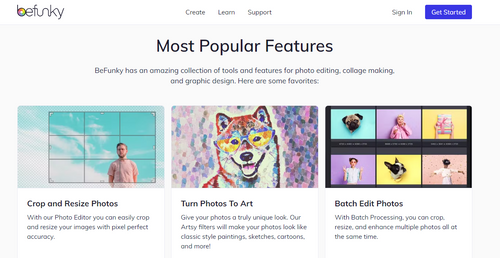 befunky
Create Learn Support
Sign In Get Started
Most Popular Features
BeFunky has an amazing collection of tools and features for photo editing, collage making,
and graphic design. Here are some favorites:
Crop and Resize Photos
With our Photo Editor you can easily crop
and resize your images with pixel perfect
accuracy.
Turn Photos To Art
Give your photos a truly unique look. Our
Artsy filters will make your photos look like
classic style paintings, sketches, cartoons,
and more!
Batch Edit Photos
With Batch Processing, you can crop,
resize, and enhance multiple photos all at
the same time.